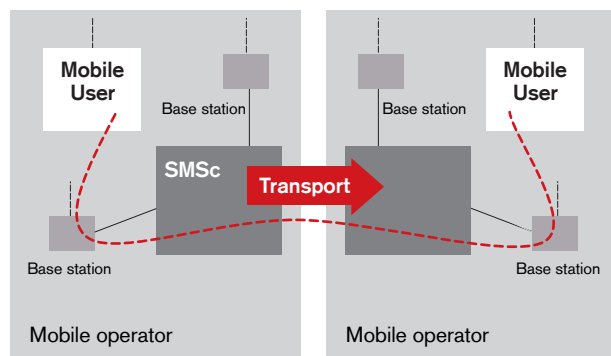 Mobile
User
Base station
SMSc
Base station
Mobile operator
Transport
Base station
Mobile
User
Base station
Mobile operator